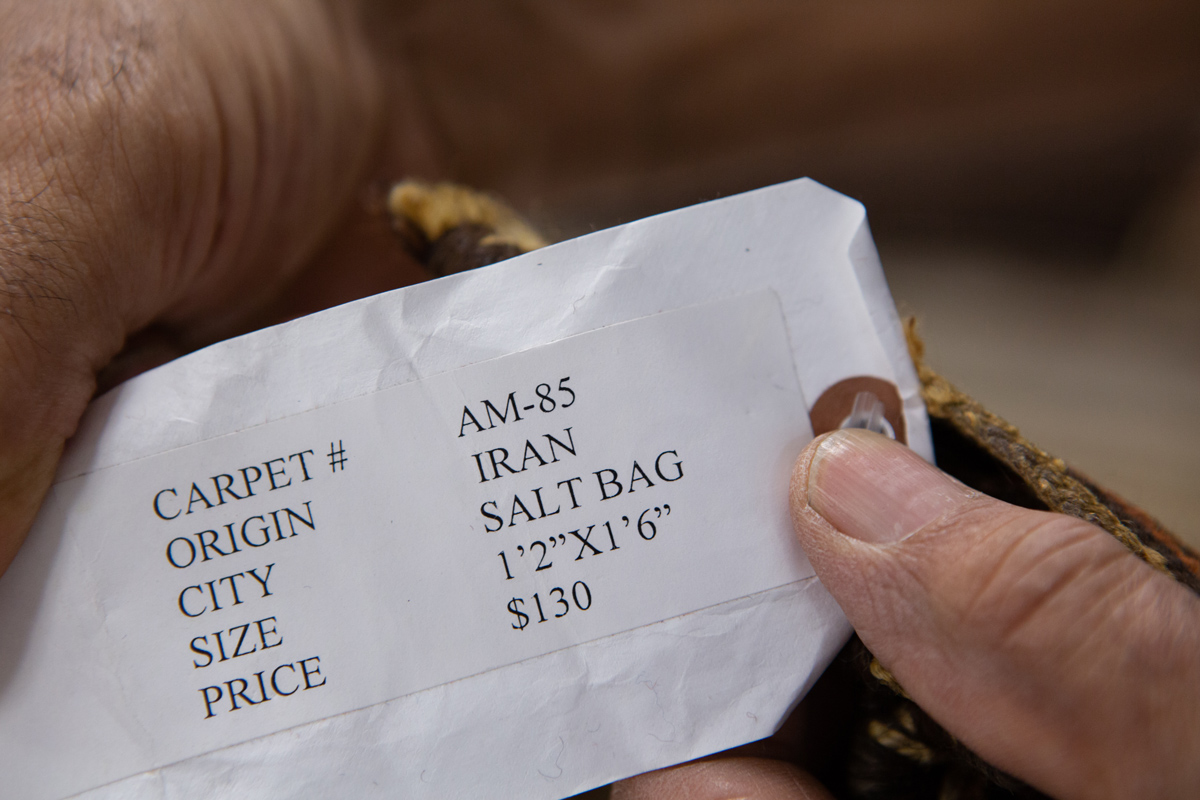 CARPET # AM-85
ORIGIN IRAN
CITY SALT BAG
SIZE 1’2”X1’6”
PRICE $130